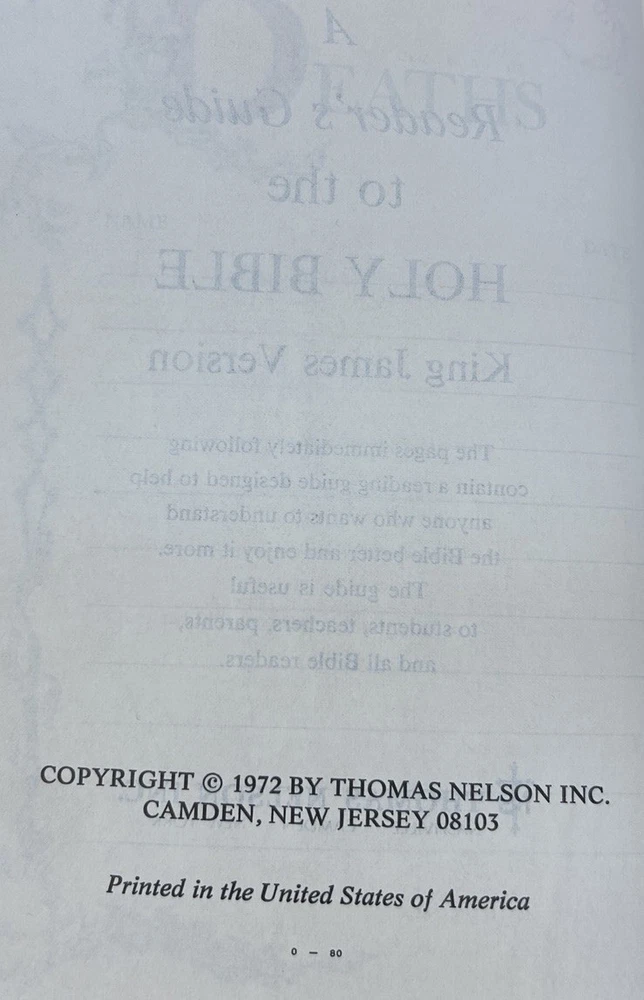 A
Reader's Guide
to the
HOLY BIBLE
King James Version
The pages immediately following
contain a reading guide designed to help
anyone who wants to understand
the Bible better and enjoy it more.
The guide is useful
to students, teachers, parents,
and all Bible readers.
DEATHS
NAME
COPYRIGHT © 1972 BY THOMAS NELSON INC.
CAMDEN, NEW JERSEY 08103
Printed in the United States of America
0 — 80